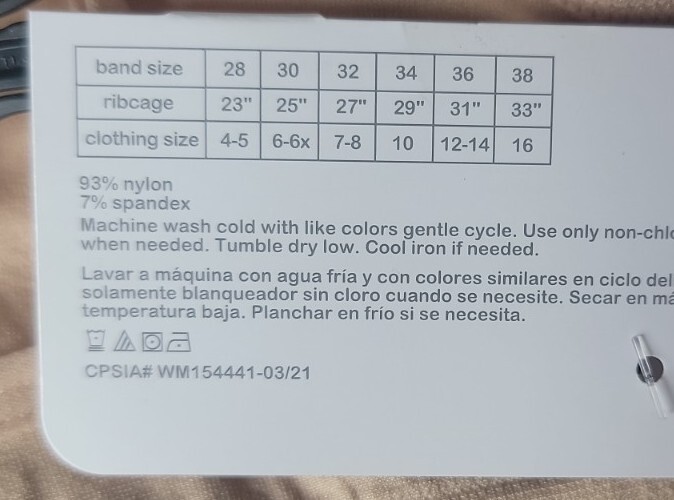 band size 28 30 32 34 36 38
ribcage 23" 25" 27" 29" 31" 33"
clothing size 4-5 6-6x 7-8 10 12-14 16
93% nylon
7% spandex
Machine wash cold with like colors gentle cycle. Use only
when needed. Tumble dry low. Cool iron if needed.
Lavar a máquina con agua fría y con colores similares en ciclo
solamente blanqueador sin cloro cuando se necesite. Secar en
temperatura baja. Planchar en frío si se necesita.
CPSIA# WM154441-03/21